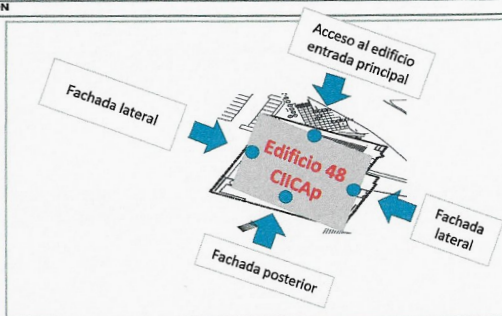 N
Acceso al edificio
entrada principal
Fachada lateral
Edificio 48
CIICAp
Fachada
lateral
Fachada posterior